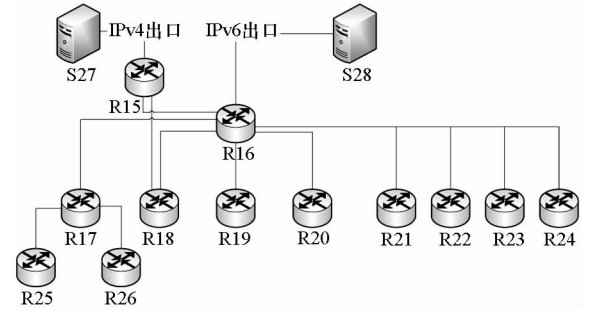 IPv4出口 IPv6出口
S27 S28
R15
R16
R17 R18 R19 R20 R21 R22 R23 R24
R25 R26